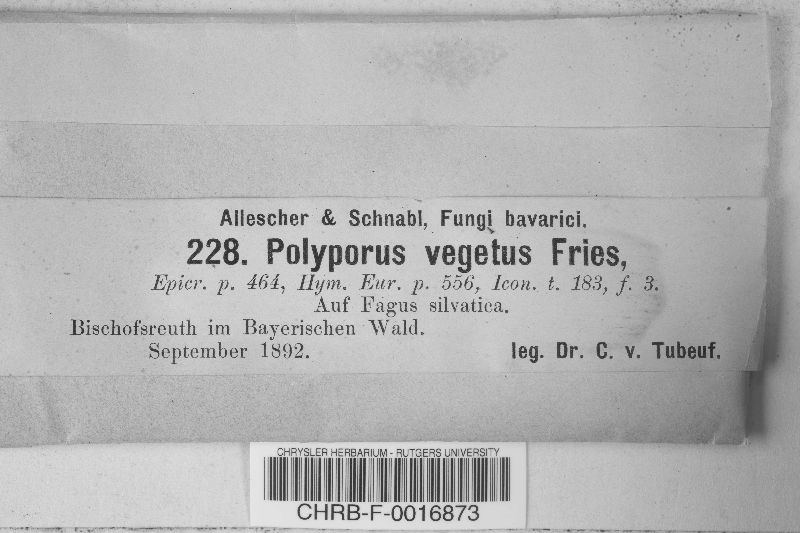 Allescher & Schnabl, Fungi bavarici.
228. Polyporus vegetus Fries,
Epicr. p. 464, Hym. Eur. p. 556, Icon. t. 183, f. 3.
Auf Fagus silvatica.
Bischofsreuth im Bayerischen Wald.
September 1892. leg. Dr. C. v. Tubeuf.
CHRYSLER HERBARIUM - RUTGERS UNIVERSITY
CHRB-F-0016873